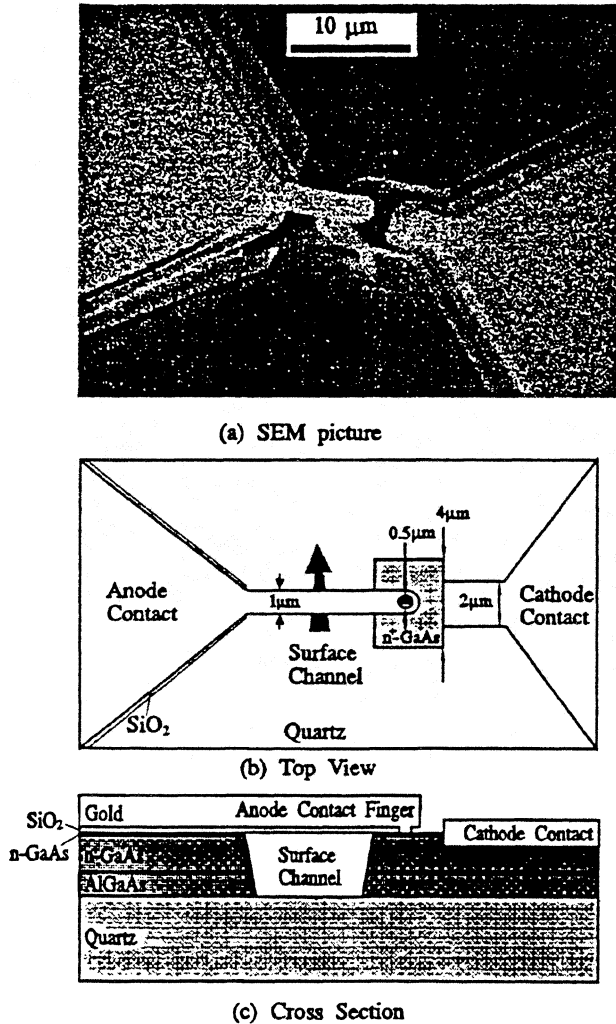 10 μm
(a) SEM picture
4μm
0.5μm
Anode
Contact
1μm
2μm
Cathode
Contact
n⁺-GaAs
Surface
Channel
SiO₂
Quartz
(b) Top View
Gold
Anode Contact Finger
SiO₂
Cathode Contact
n-GaAs
n-GaAs
Surface
Channel
AlGaAs
Quartz
(c) Cross Section